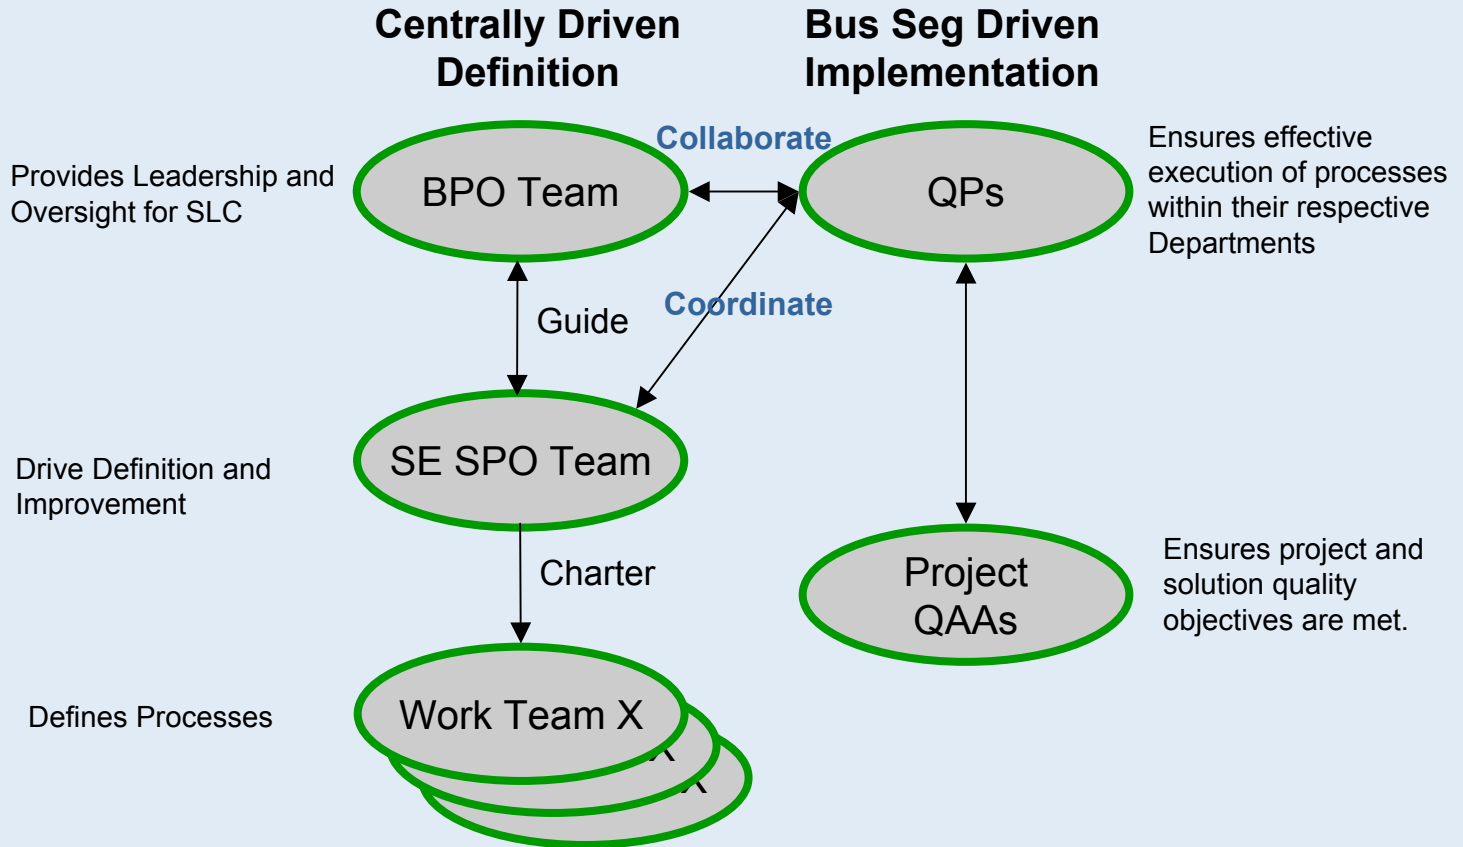 Centrally Driven
Definition
Bus Seg Driven
Implementation
Provides Leadership and
Oversight for SLC
BPO Team
Collaborate
QPs
Ensures effective
execution of processes
within their respective
Departments
Guide
Coordinate
Drive Definition and
Improvement
SE SPO Team
Charter
Project
QAAs
Ensures project and
solution quality
objectives are met.
Defines Processes
Work Team X
X
X